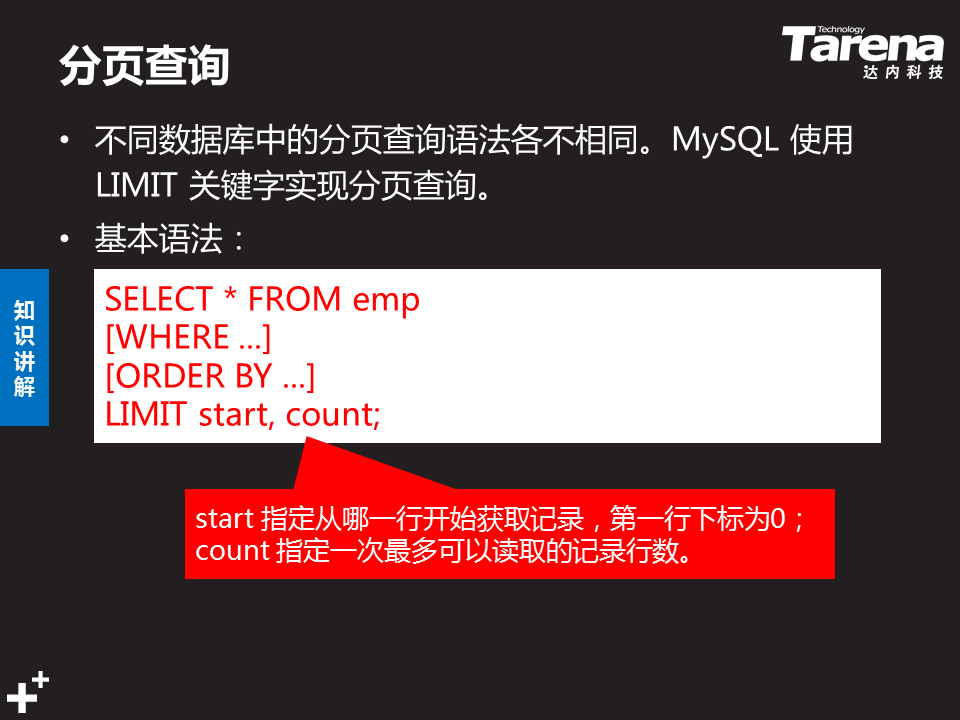 分页查询
Technology
Tarena
达内科技
• 不同数据库中的分页查询语法各不相同。MySQL 使用
LIMIT 关键字实现分页查询。
• 基本语法：
知识讲解
SELECT * FROM emp
[WHERE ...]
[ORDER BY ...]
LIMIT start, count;
start 指定从哪一行开始获取记录，第一行下标为0；
count 指定一次最多可以读取的记录行数。